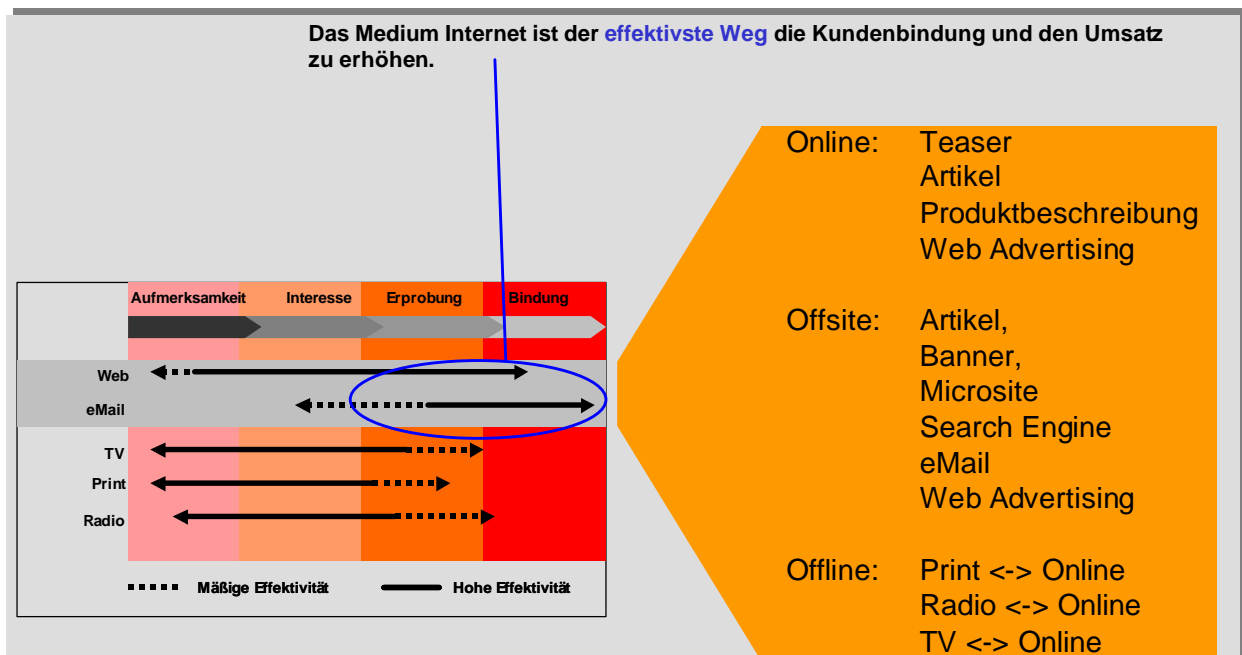 Das Medium Internet ist der effektivste Weg die Kundenbindung und den Umsatz
zu erhöhen.
Aufmerksamkeit Interesse Erprobung Bindung
Web
eMail
TV
Print
Radio
Mäßige Effektivität Hohe Effektivität
Online: Teaser
Artikel
Produktbeschreibung
Web Advertising
Offsite: Artikel,
Banner,
Microsite
Search Engine
eMail
Web Advertising
Offline: Print <-> Online
Radio <-> Online
TV <-> Online